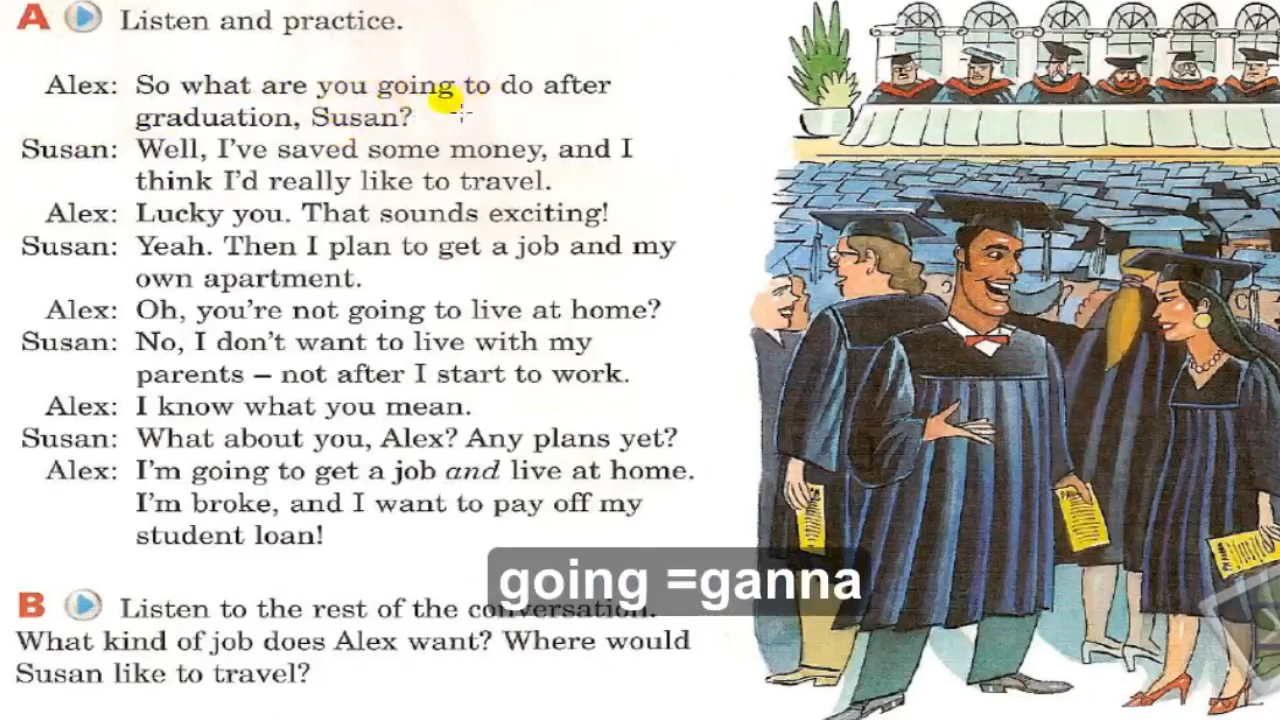 A Listen and practice.
Alex: So what are you going to do after
graduation, Susan?
Susan: Well, I've saved some money, and I
think I'd really like to travel.
Alex: Lucky you. That sounds exciting!
Susan: Yeah. Then I plan to get a job and my
own apartment.
Alex: Oh, you're not going to live at home?
Susan: No, I don't want to live with my
parents – not after I start to work.
Alex: I know what you mean.
Susan: What about you, Alex? Any plans yet?
Alex: I'm going to get a job and live at home.
I'm broke, and I want to pay off my
student loan!
going =ganna
B Listen to the rest of the conversation.
What kind of job does Alex want? Where would
Susan like to travel?